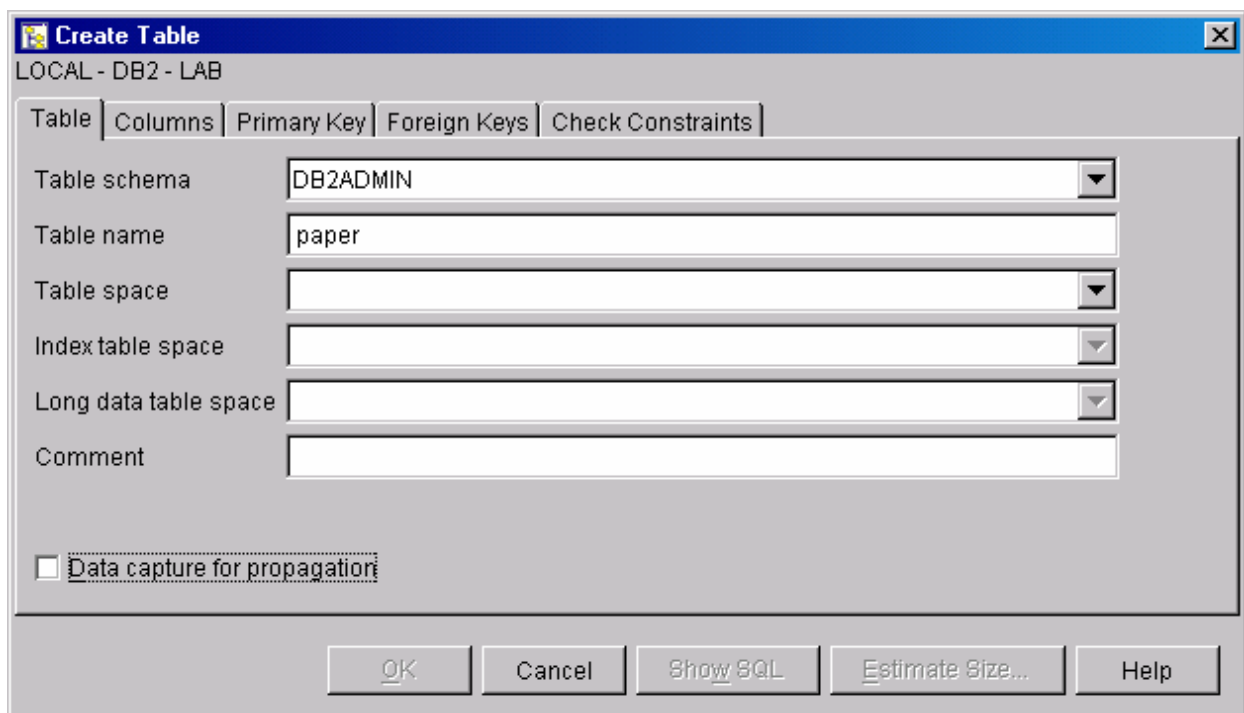 Create Table
LOCAL - DB2 - LAB
Table Columns Primary Key Foreign Keys Check Constraints
Table schema DB2ADMIN
Table name paper
Table space
Index table space
Long data table space
Comment
Data capture for propagation
OK Cancel Show SQL Estimate Size... Help